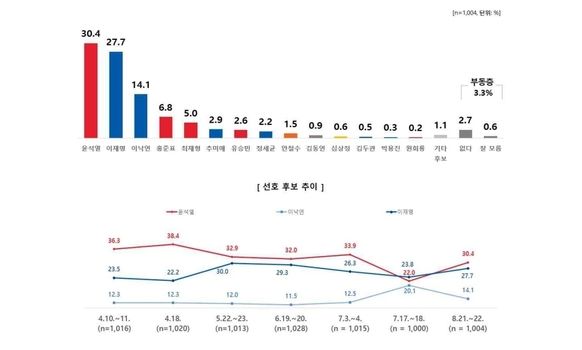 [n=1,004, 단위: %]
30.4 27.7 14.1 6.8 5.0 2.9 2.6 2.2 1.5 0.9 0.6 0.5 0.3 0.2 1.1 2.7 0.6
부동층
3.3%
윤석열 이재명 이낙연 홍준표 최재형 추미애 유승민 정세균 안철수 김동연 심상정 김두관 박용진 원희룡 기타 없다 잘 모름
후보
[ 선호 후보 추이 ]
윤석열 이낙연 이재명
36.3 38.4 32.9 32.0 33.9 22.0 30.4
23.5 22.2 30.0 29.3 26.3 23.8 27.7
12.3 12.3 12.0 11.5 12.5 20.1 14.1
4.10.~11. 4.18. 5.22.~23. 6.19.~20. 7.3.~4. 7.17.~18. 8.21.~22.
(n=1,016) (n=1,020) (n=1,013) (n=1,028) (n = 1,015) (n = 1,000) (n = 1,004)